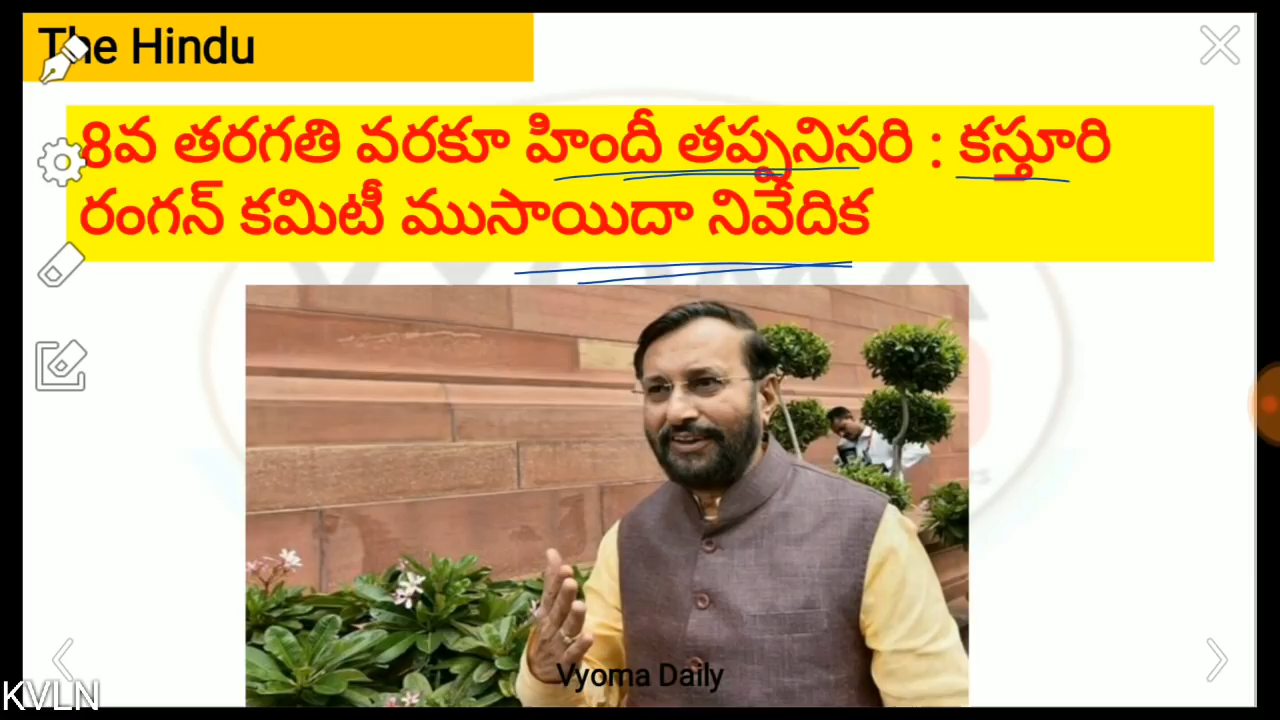 The Hindu
8వ తరగతి వరకూ హిందీ తప్పనిసరి : కస్తూరి
రంగన్ కమిటీ ముసాయిదా నివేదిక
Vyoma Daily
KVLN